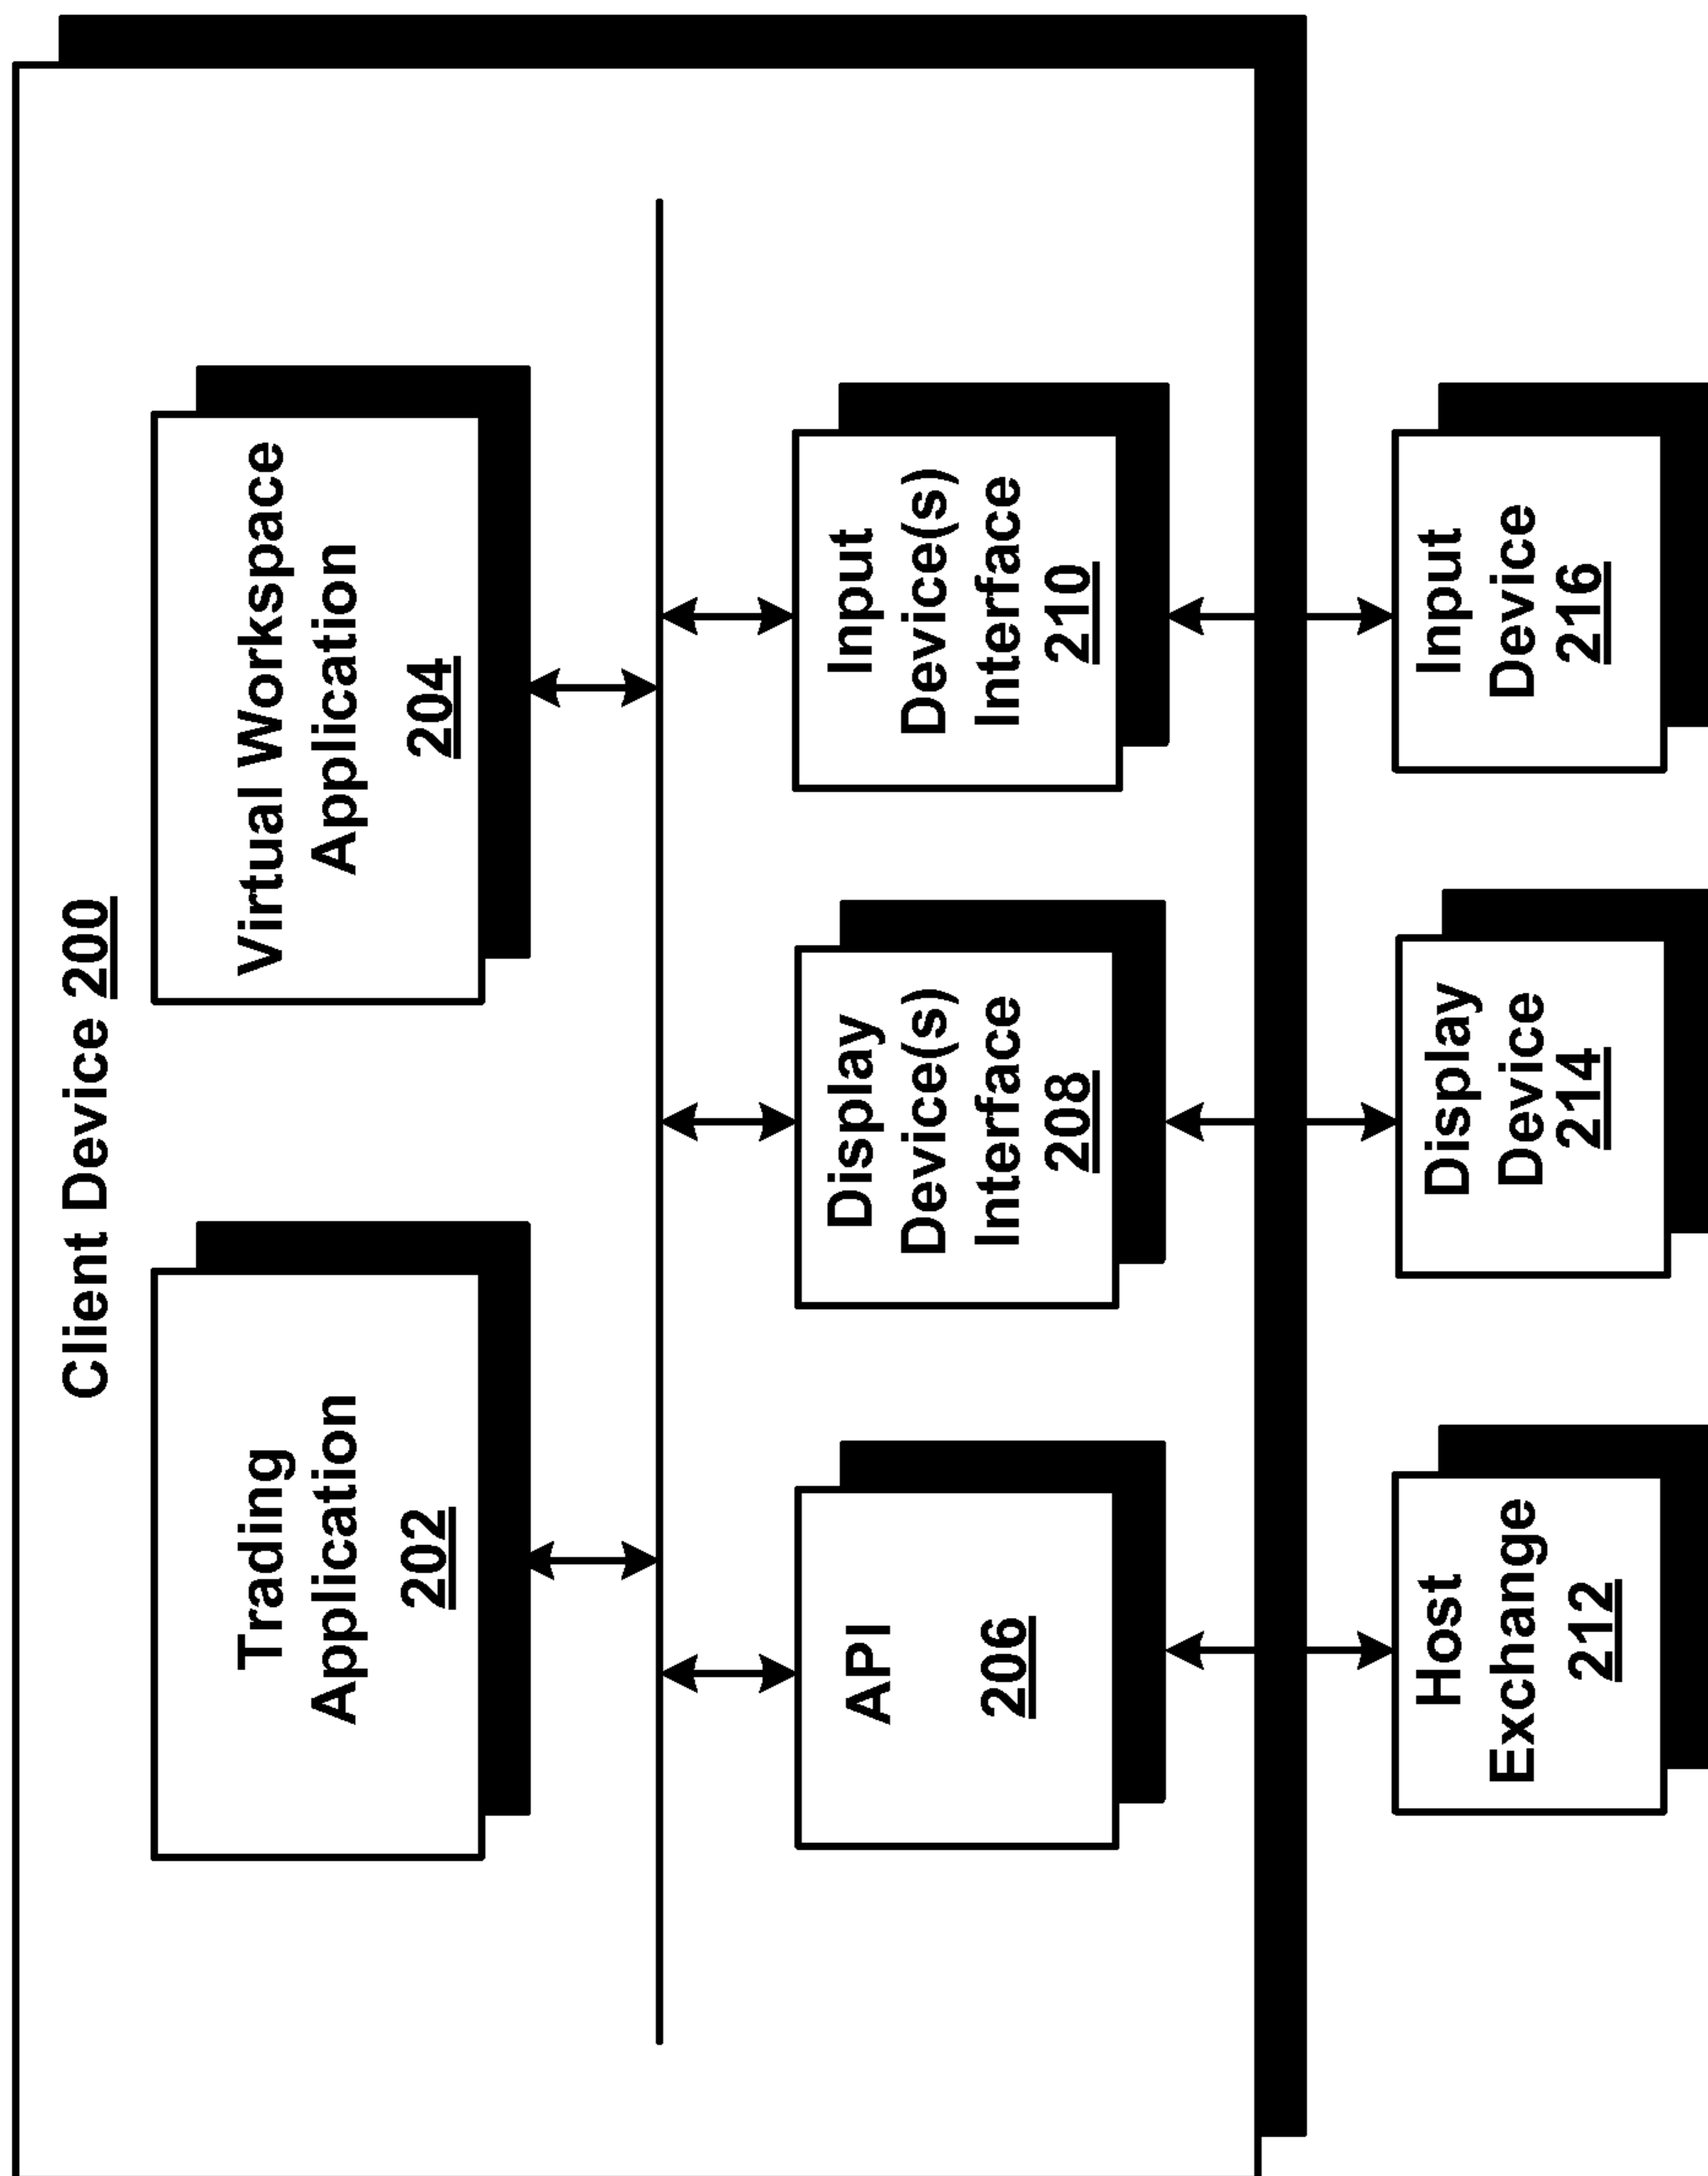 Client Device 200
Trading
Application
202
Virtual Workspace
Application
204
API
206
Display
Device(s)
Interface
208
Input
Device(s)
Interface
210
Host
Exchange
212
Display
Device
214
Input
Device
216